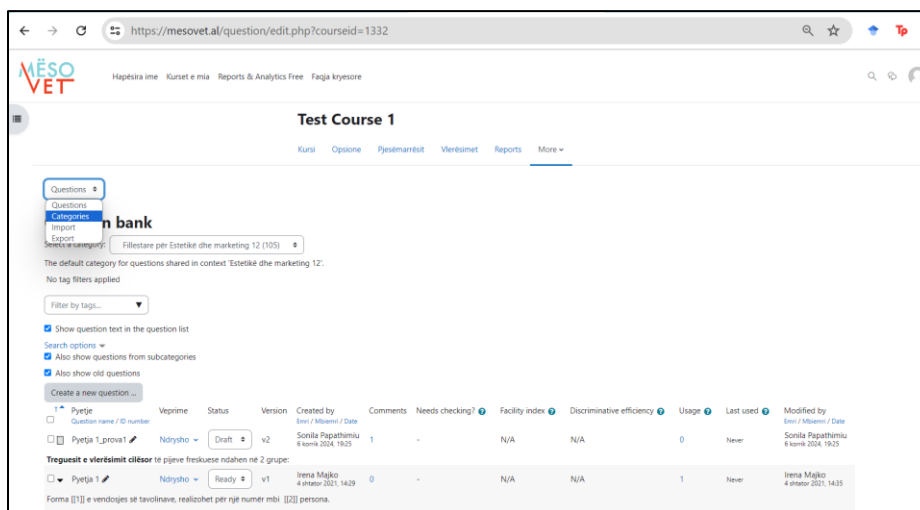 https://mesovet.al/question/edit.php?courseid=1332
Tp
MËSO
VET
Hapësira ime Kurset e mia Reports & Analytics Free Faqja kryesore
Test Course 1
Kursi Opsione Pjesëmarrësit Vlerësimet Reports More
Questions
Questions
Categories
Import
Export
n bank
Select a category: Fillestare për Estetikë dhe marketing 12 (105)
The default category for questions shared in context 'Estetikë dhe marketing 12'.
No tag filters applied
Filter by tags...
Show question text in the question list
Search options
Also show questions from subcategories
Also show old questions
Create a new question ...
T Pyetje Veprime Status Version Created by Comments Needs checking? Facility index Discriminative efficiency Usage Last used Modified by
Question name / ID number Emri / Mbiemri / Date Emri / Mbiemri / Date
Pyetja 1_prova1 Ndrysho Draft v2 Sonila Papathimiu 1 - N/A N/A 0 Never Sonila Papathimiu
6 korrik 2024, 19:25 6 korrik 2024, 19:25
Treguesit e vlerësimit cilësor të pijeve freskuese ndahen në 2 grupe:
Pyetja 1 Ndrysho Ready v1 Irena Majko 0 - N/A N/A 1 Never Irena Majko
4 shtator 2021, 14:29 4 shtator 2021, 14:35
Forma [[1]] e vendosjes së tavolinave, realizohet për një numër mbi [[2]] persona.